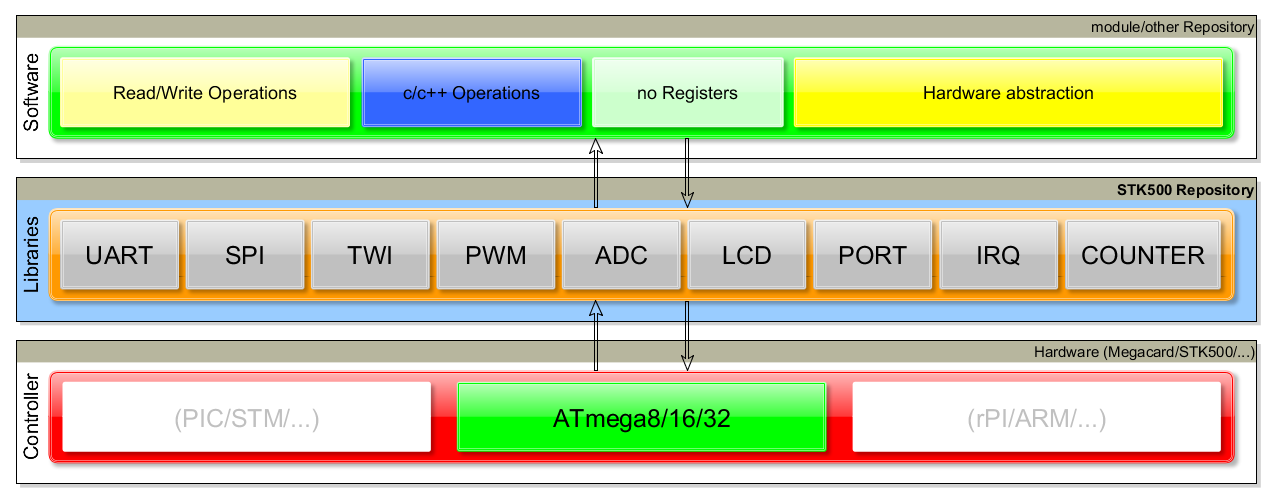 module/other Repository
Software
Read/Write Operations
c/c++ Operations
no Registers
Hardware abstraction
STK500 Repository
Libraries
UART
SPI
TWI
PWM
ADC
LCD
PORT
IRQ
COUNTER
Hardware (Megacard/STK500/...)
Controller
(PIC/STM/...)
ATmega8/16/32
(rPI/ARM/...)